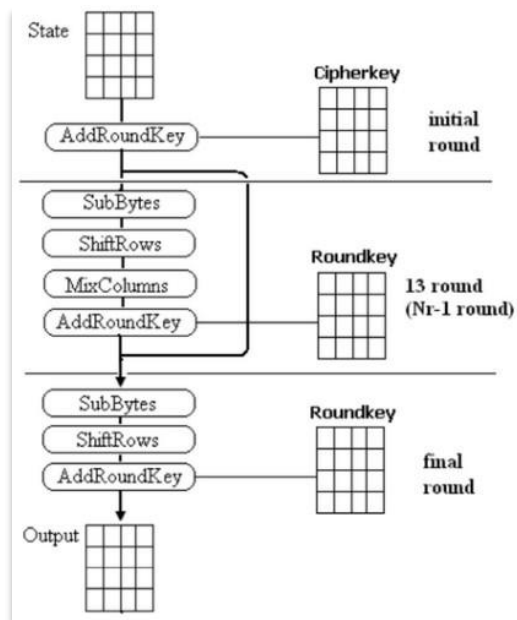 State
Cipherkey
AddRoundKey
initial
round
SubBytes
ShiftRows
MixColumns
AddRoundKey
Roundkey
13 round
(Nr-1 round)
SubBytes
ShiftRows
AddRoundKey
Roundkey
final
round
Output